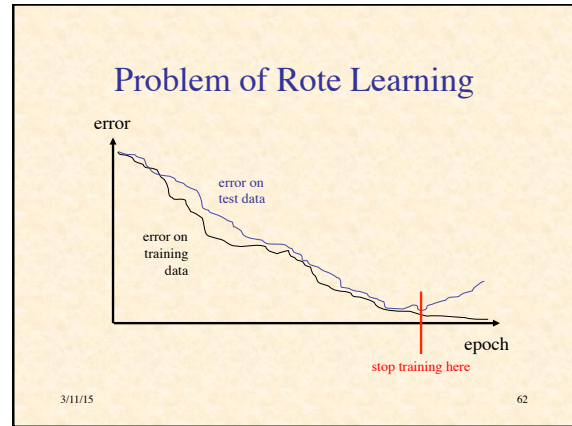 Problem of Rote Learning
error
error on
test data
error on
training
data
epoch
stop training here
3/11/15
62